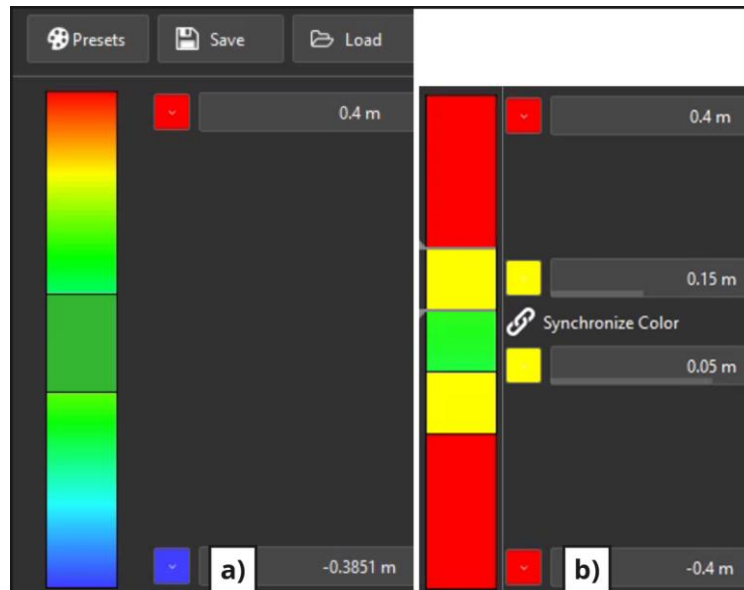 Presets
Save
Load
0.4 m
-0.3851 m
a)
0.4 m
0.15 m
Synchronize Color
0.05 m
-0.4 m
b)